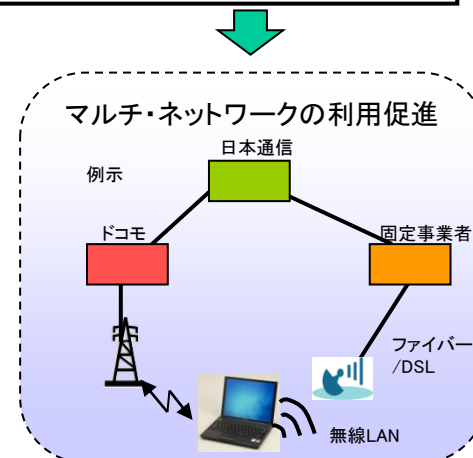 マルチ・ネットワークの利用促進
日本通信
例示
ドコモ
固定事業者
ファイバー
/DSL
無線LAN